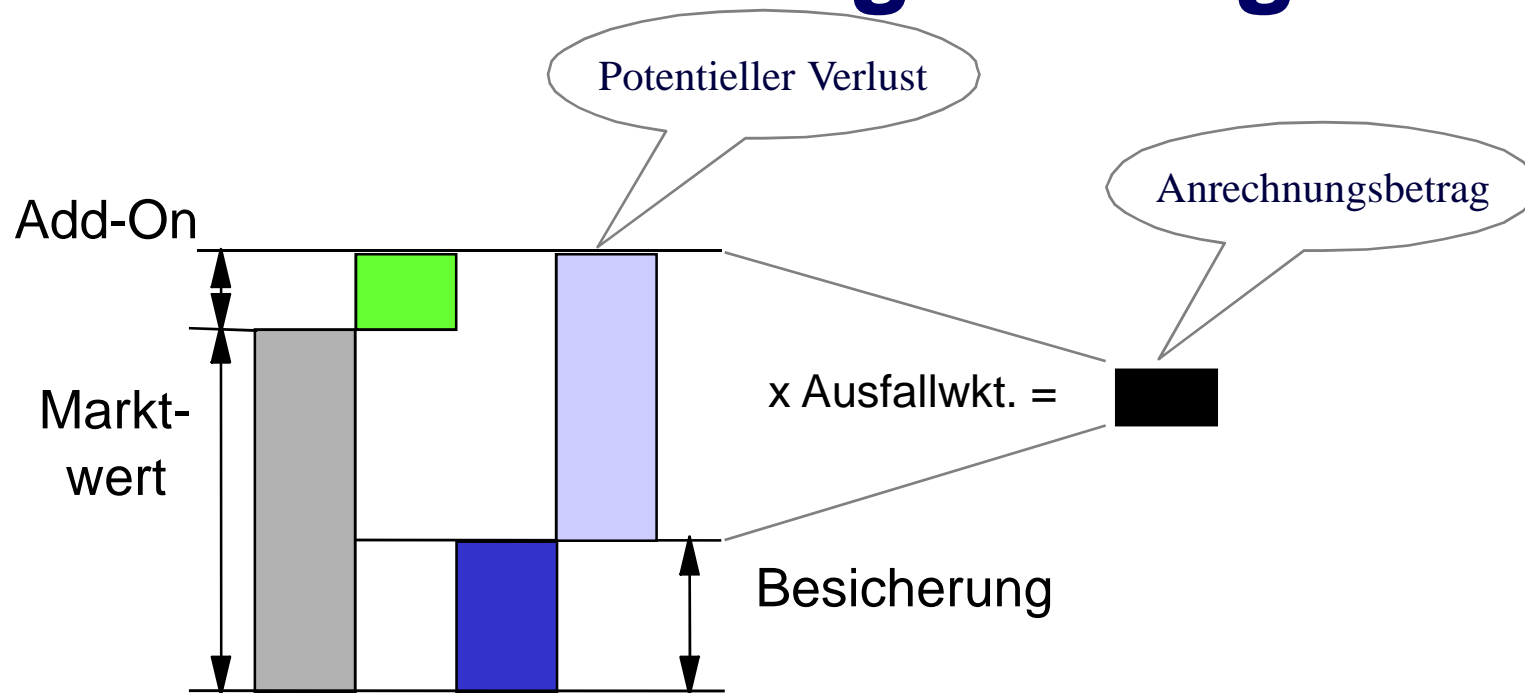 Potentieller Verlust
Anrechnungsbetrag
Add-On
Markt-
wert
x Ausfallwkt. =
Besicherung